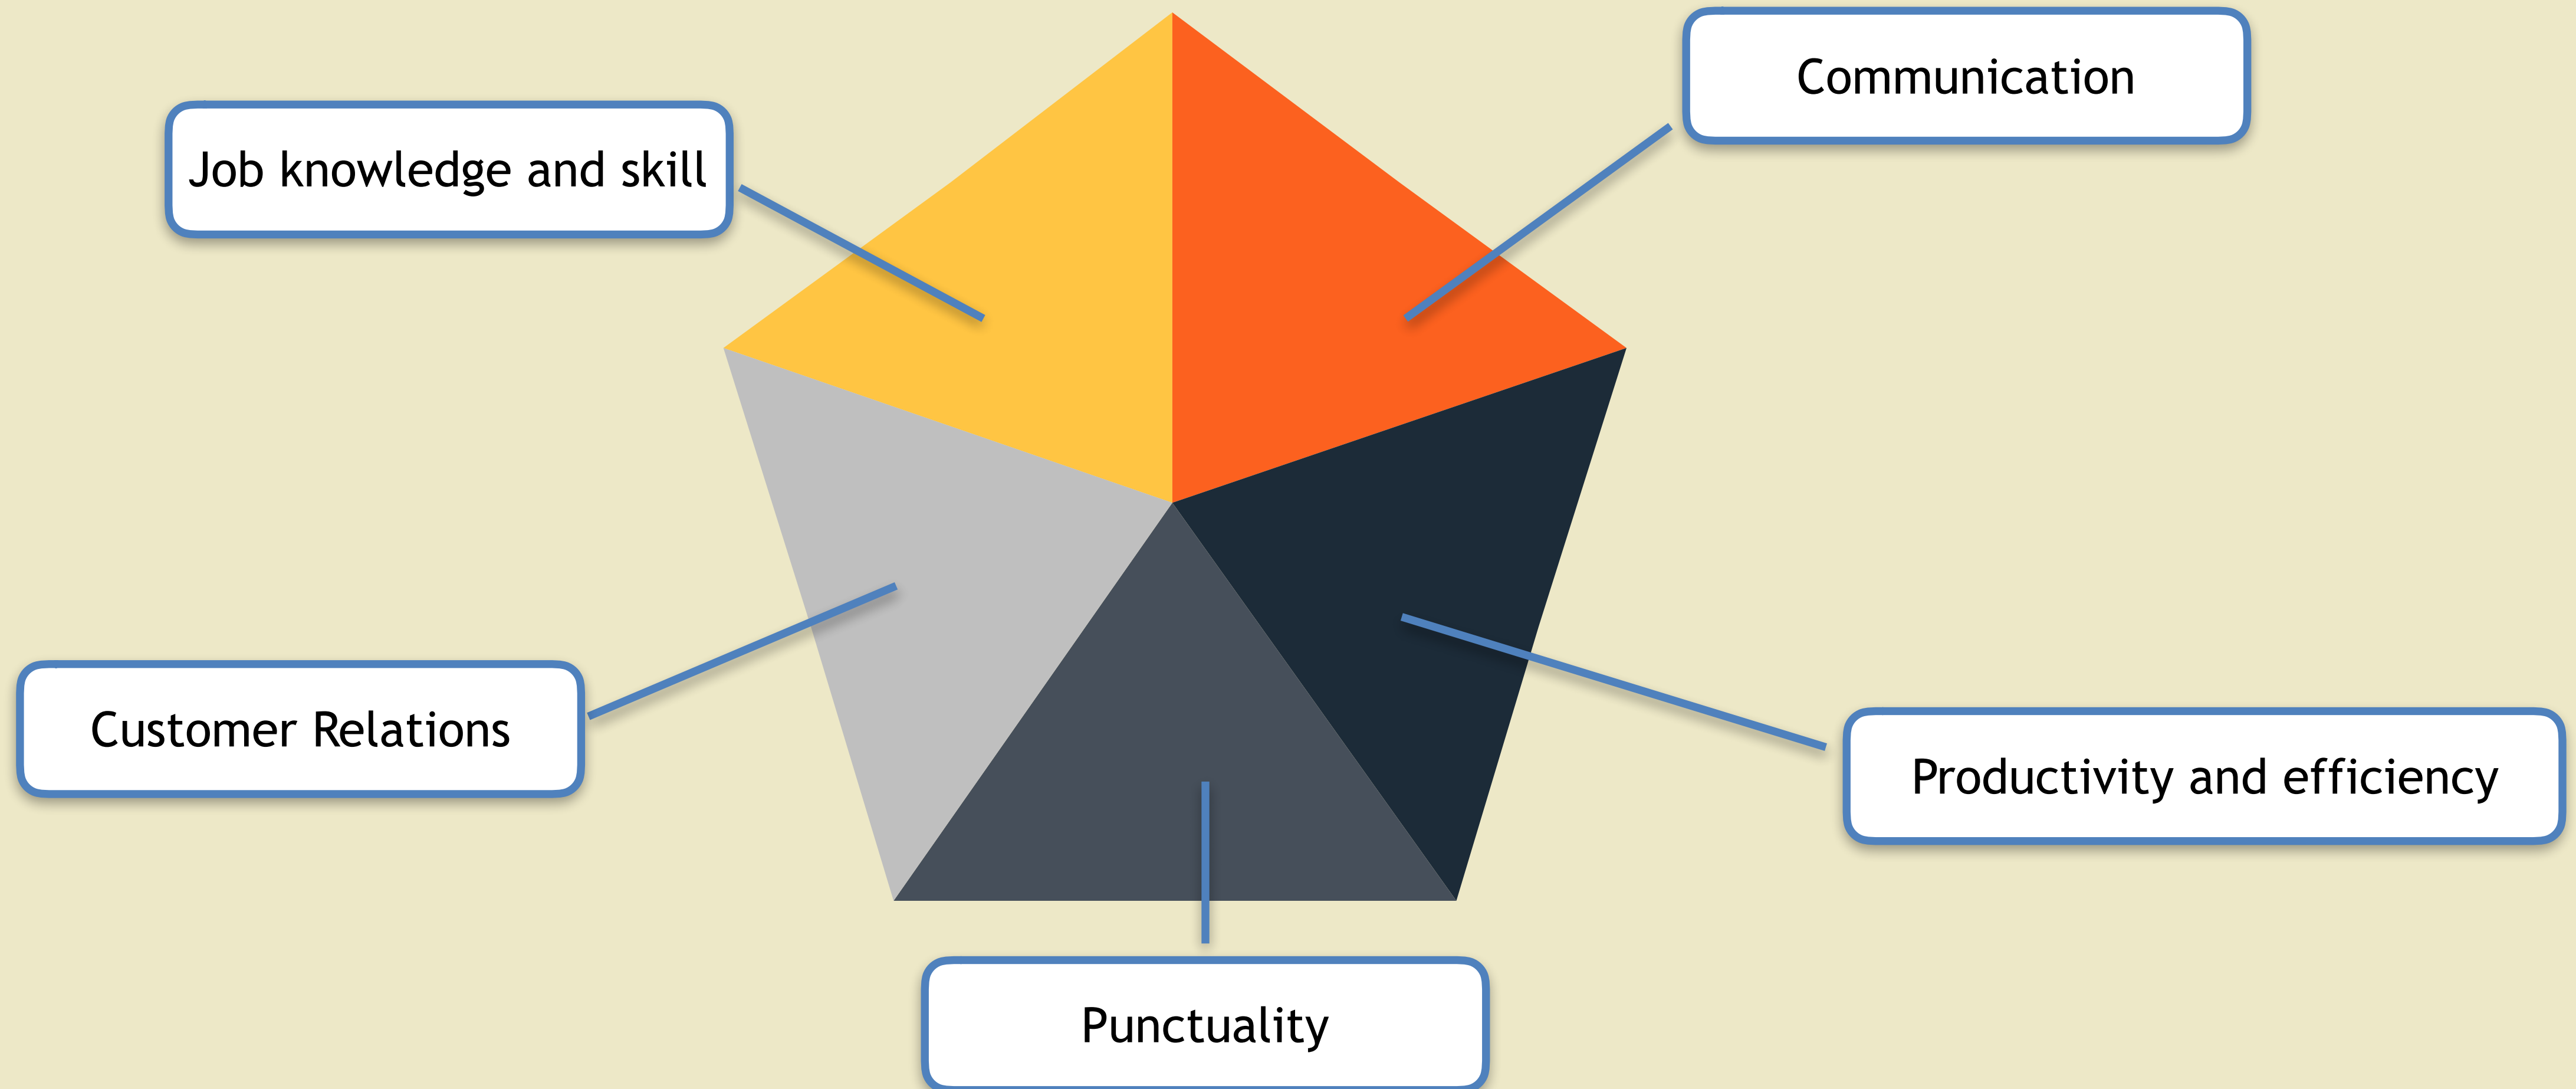 Communication
Job knowledge and skill
Customer Relations
Productivity and efficiency
Punctuality